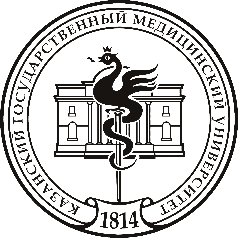 КАЗАНСКИЙ ГОСУДАРСТВЕННЫЙ МЕДИЦИНСКИЙ УНИВЕРСИТЕТ
1814